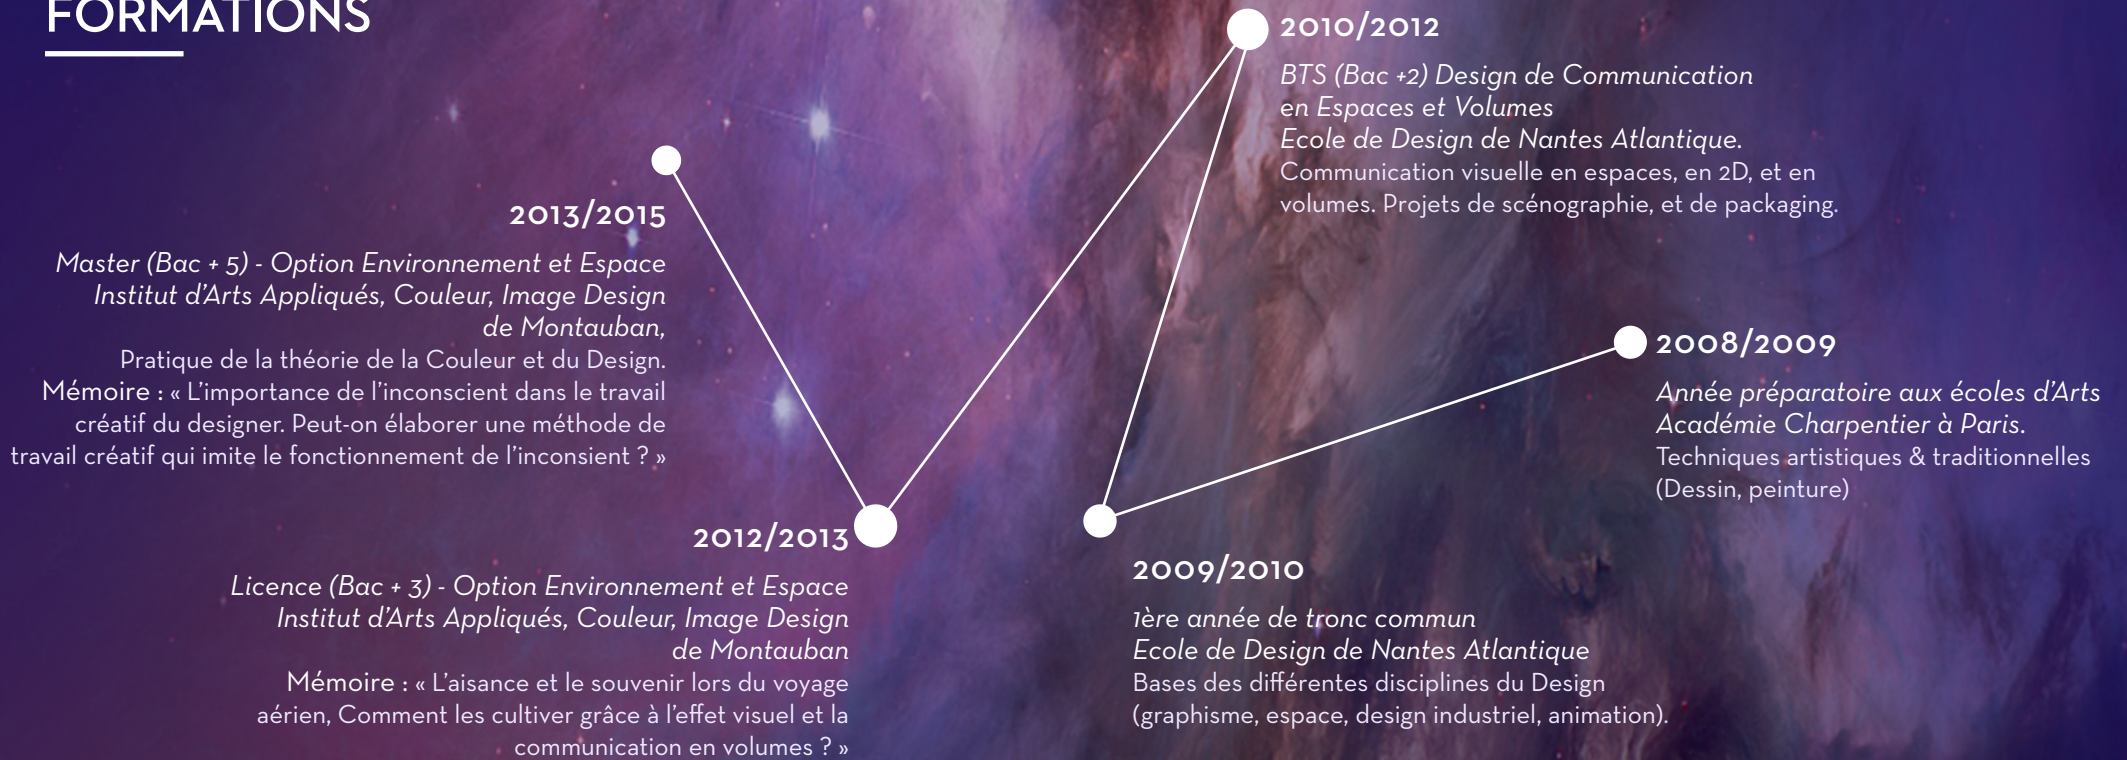 FORMATIONS
2013/2015
Master (Bac + 5) - Option Environnement et Espace
Institut d'Arts Appliqués, Couleur, Image Design
de Montauban,
Pratique de la théorie de la Couleur et du Design.
Mémoire : « L'importance de l'inconscient dans le travail
créatif du designer. Peut-on élaborer une méthode de
travail créatif qui imite le fonctionnement de l'inconsient ? »
2012/2013
Licence (Bac + 3) - Option Environnement et Espace
Institut d'Arts Appliqués, Couleur, Image Design
de Montauban
Mémoire : « L'aisance et le souvenir lors du voyage
aérien, Comment les cultiver grâce à l'effet visuel et la
communication en volumes ? »
2010/2012
BTS (Bac +2) Design de Communication
en Espaces et Volumes
Ecole de Design de Nantes Atlantique.
Communication visuelle en espaces, en 2D, et en
volumes. Projets de scénographie, et de packaging.
2009/2010
1ère année de tronc commun
Ecole de Design de Nantes Atlantique
Bases des différentes disciplines du Design
(graphisme, espace, design industriel, animation).
2008/2009
Année préparatoire aux écoles d'Arts
Académie Charpentier à Paris.
Techniques artistiques & traditionnelles
(Dessin, peinture)